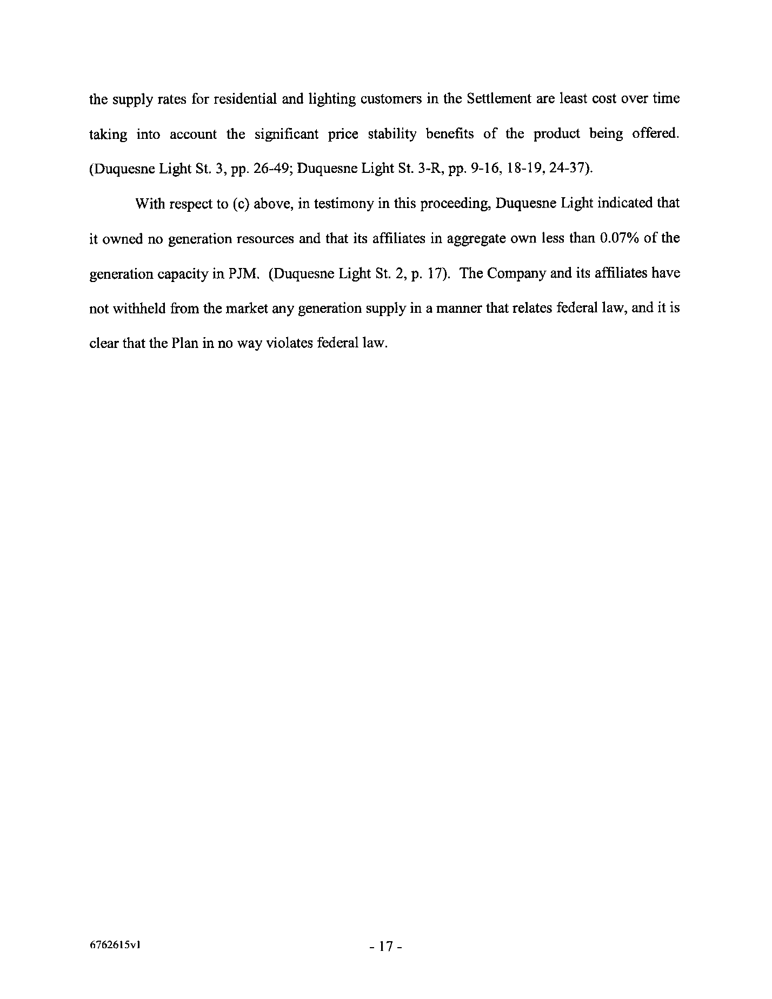 the supply rates for residential and lighting customers in the Settlement are least cost over time
taking into account the significant price stability benefits of the product being offered.
(Duquesne Light St. 3, pp. 26-49; Duquesne Light St. 3-R, pp. 9-16, 18-19, 24-37).
With respect to (c) above, in testimony in this proceeding, Duquesne Light indicated that
it owned no generation resources and that its affiliates in aggregate own less than 0.07% of the
generation capacity in PJM. (Duquesne Light St. 2, p. 17). The Company and its affiliates have
not withheld from the market any generation supply in a manner that relates federal law, and it is
clear that the Plan in no way violates federal law.
6762615v1
- 17 -